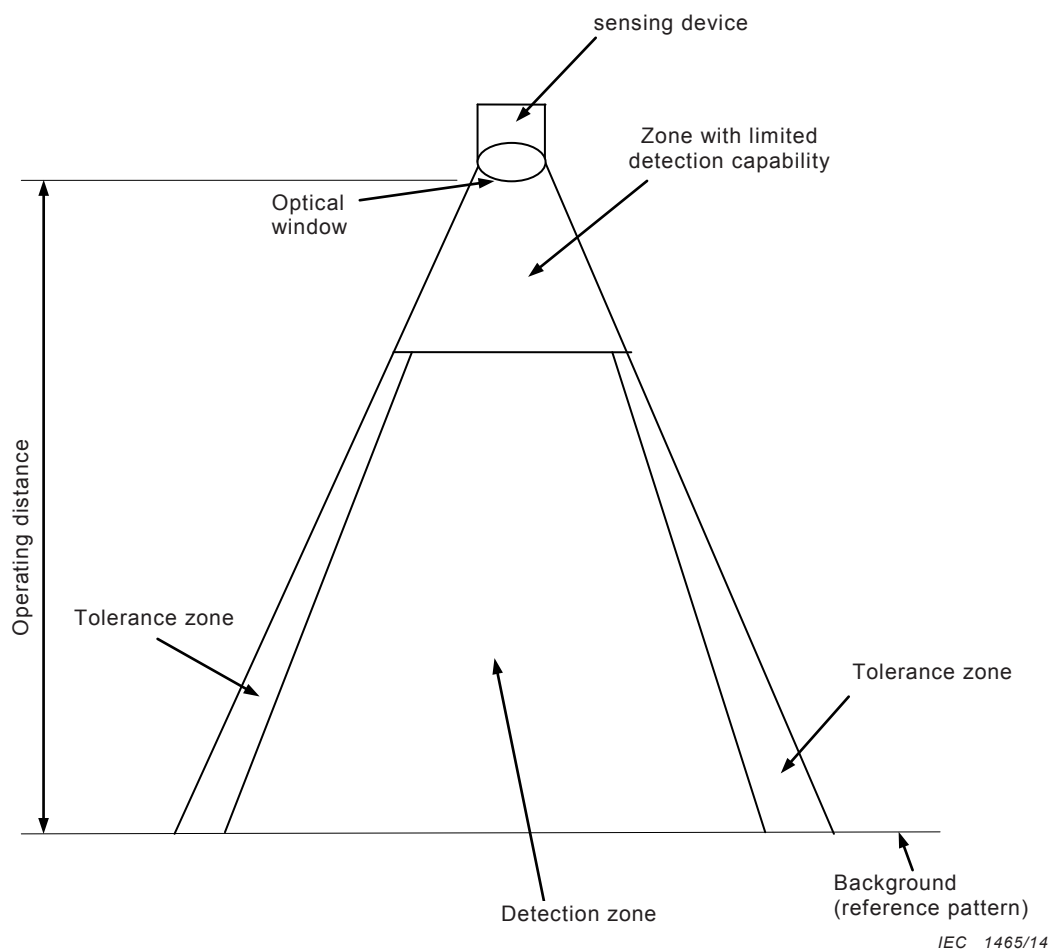 sensing device
Zone with limited
detection capability
Optical
window
Operating distance
Tolerance zone
Tolerance zone
Background
(reference pattern)
Detection zone
IEC 1465/14